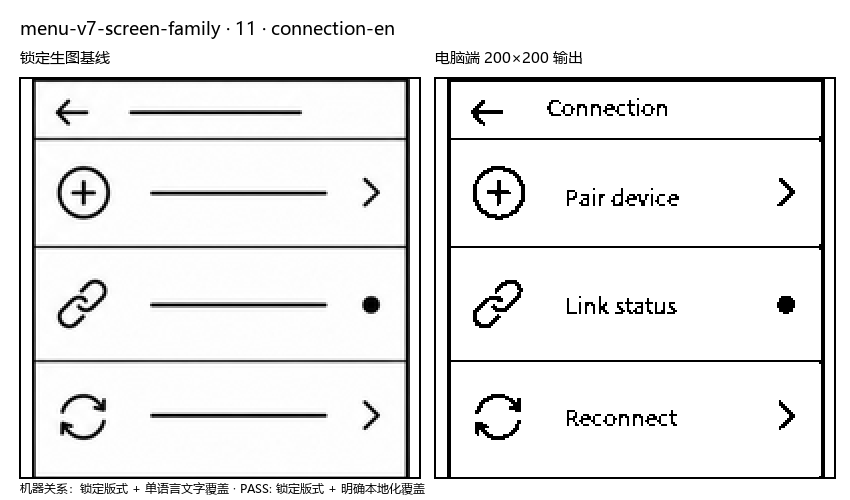 menu-v7-screen-family · 11 · connection-en
锁定生图基线
电脑端 200×200 输出
Connection
Pair device
Link status
Reconnect
机器关系：锁定版式 + 单语言文字覆盖 · PASS: 锁定版式 + 明确本地化覆盖